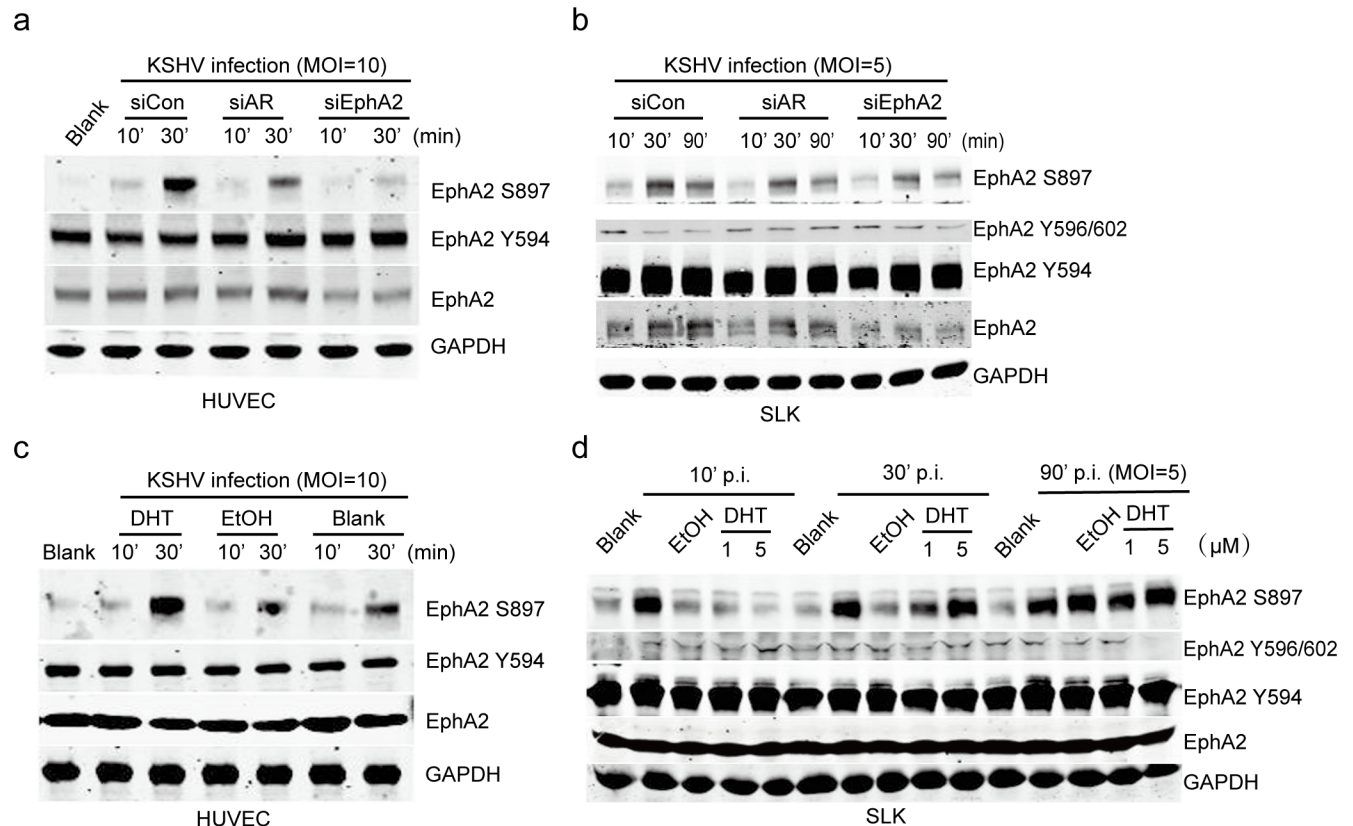 a
KSHV infection (MOI=10)
Blank
siCon siAR siEphA2
10’ 30’ 10’ 30’ 10’ 30’ (min)
EphA2 S897
EphA2 Y594
EphA2
GAPDH
HUVEC
b
KSHV infection (MOI=5)
siCon siAR siEphA2
10’ 30’ 90’ 10’ 30’ 90’ 10’ 30’ 90’ (min)
EphA2 S897
EphA2 Y596/602
EphA2 Y594
EphA2
GAPDH
SLK
c
KSHV infection (MOI=10)
DHT EtOH Blank
Blank 10’ 30’ 10’ 30’ 10’ 30’ (min)
EphA2 S897
EphA2 Y594
EphA2
GAPDH
HUVEC
d
10’ p.i. 30’ p.i. 90’ p.i. (MOI=5)
Blank EtOH DHT Blank EtOH DHT Blank EtOH DHT
1 5 1 5 1 5 (μM)
EphA2 S897
EphA2 Y596/602
EphA2 Y594
EphA2
GAPDH
SLK